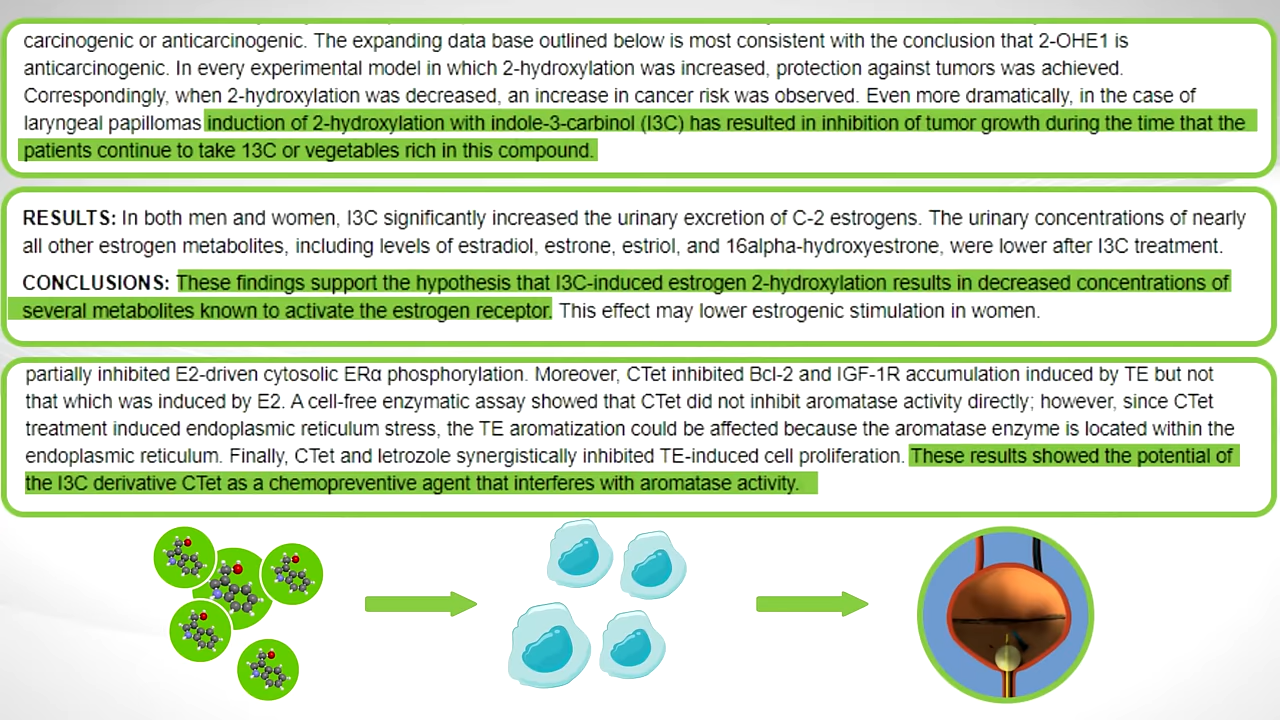 carcinogenic or anticarcinogenic. The expanding data base outlined below is most consistent with the conclusion that 2-OHE1 is
anticarcinogenic. In every experimental model in which 2-hydroxylation was increased, protection against tumors was achieved.
Correspondingly, when 2-hydroxylation was decreased, an increase in cancer risk was observed. Even more dramatically, in the case of
laryngeal papillomas induction of 2-hydroxylation with indole-3-carbinol (I3C) has resulted in inhibition of tumor growth during the time that the
patients continue to take 13C or vegetables rich in this compound.
RESULTS: In both men and women, I3C significantly increased the urinary excretion of C-2 estrogens. The urinary concentrations of nearly
all other estrogen metabolites, including levels of estradiol, estrone, estriol, and 16alpha-hydroxyestrone, were lower after I3C treatment.
CONCLUSIONS: These findings support the hypothesis that I3C-induced estrogen 2-hydroxylation results in decreased concentrations of
several metabolites known to activate the estrogen receptor. This effect may lower estrogenic stimulation in women.
partially inhibited E2-driven cytosolic ERα phosphorylation. Moreover, CTet inhibited Bcl-2 and IGF-1R accumulation induced by TE but not
that which was induced by E2. A cell-free enzymatic assay showed that CTet did not inhibit aromatase activity directly; however, since CTet
treatment induced endoplasmic reticulum stress, the TE aromatization could be affected because the aromatase enzyme is located within the
endoplasmic reticulum. Finally, CTet and letrozole synergistically inhibited TE-induced cell proliferation. These results showed the potential of
the I3C derivative CTet as a chemopreventive agent that interferes with aromatase activity.